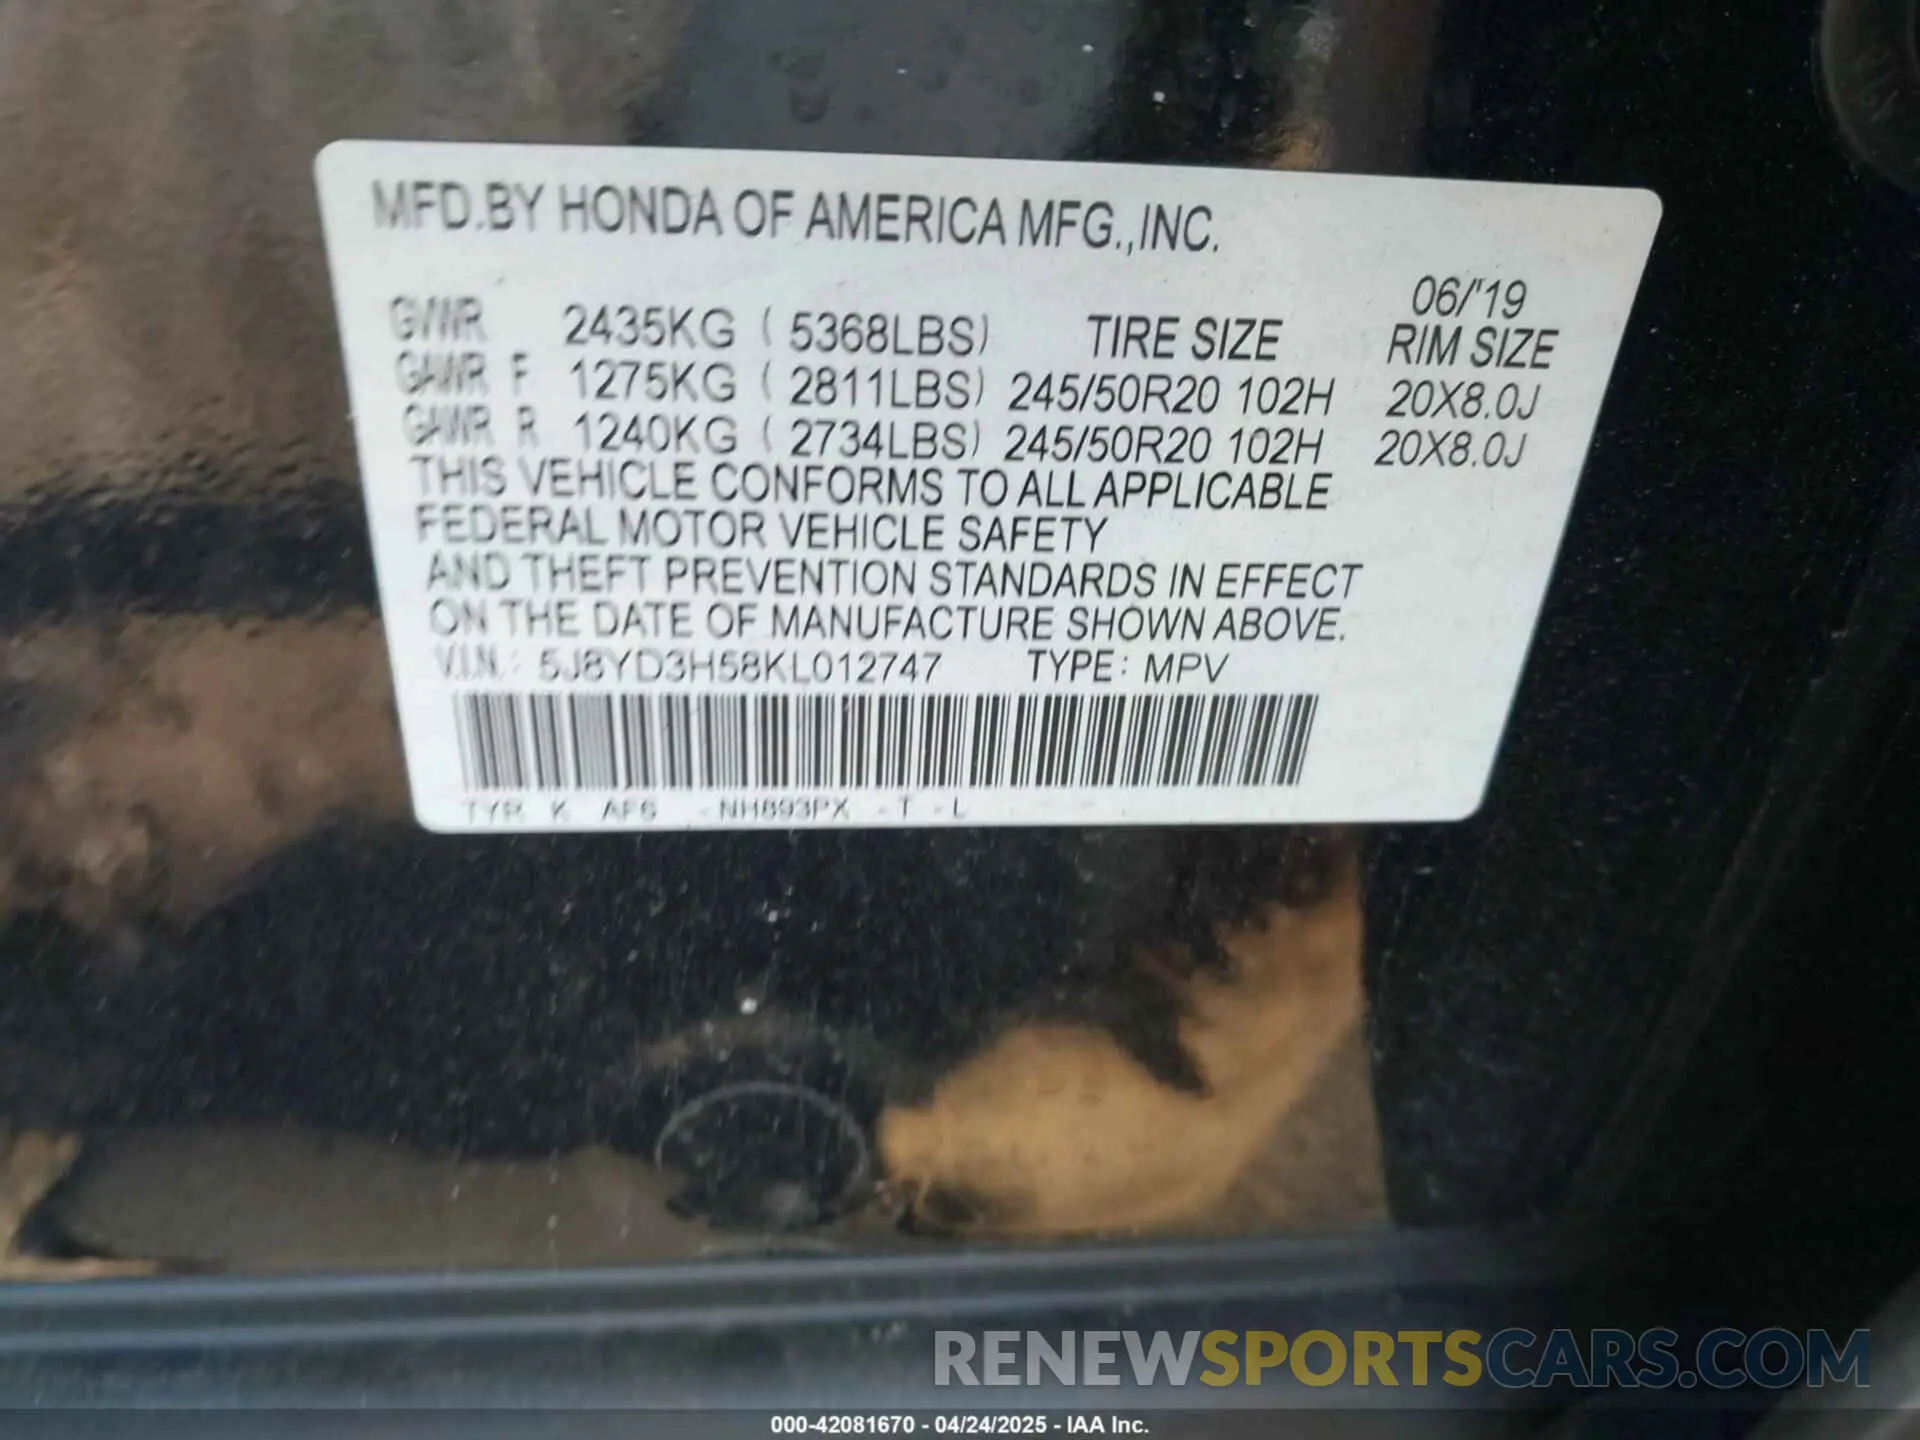 MFD.BY HONDA OF AMERICA MFG.,INC.
06/'19
GVWR 2435KG ( 5368LBS) TIRE SIZE RIM SIZE
GAWR F 1275KG ( 2811LBS) 245/50R20 102H 20X8.0J
GAWR R 1240KG ( 2734LBS) 245/50R20 102H 20X8.0J
THIS VEHICLE CONFORMS TO ALL APPLICABLE
FEDERAL MOTOR VEHICLE SAFETY
AND THEFT PREVENTION STANDARDS IN EFFECT
ON THE DATE OF MANUFACTURE SHOWN ABOVE.
V.I.N.: 5J8YD3H58KL012747 TYPE: MPV
TYR K AF6 -NH893PX -T -L
RENEWSPORTSCARS.COM
000-42081670 - 04/24/2025 - IAA Inc.